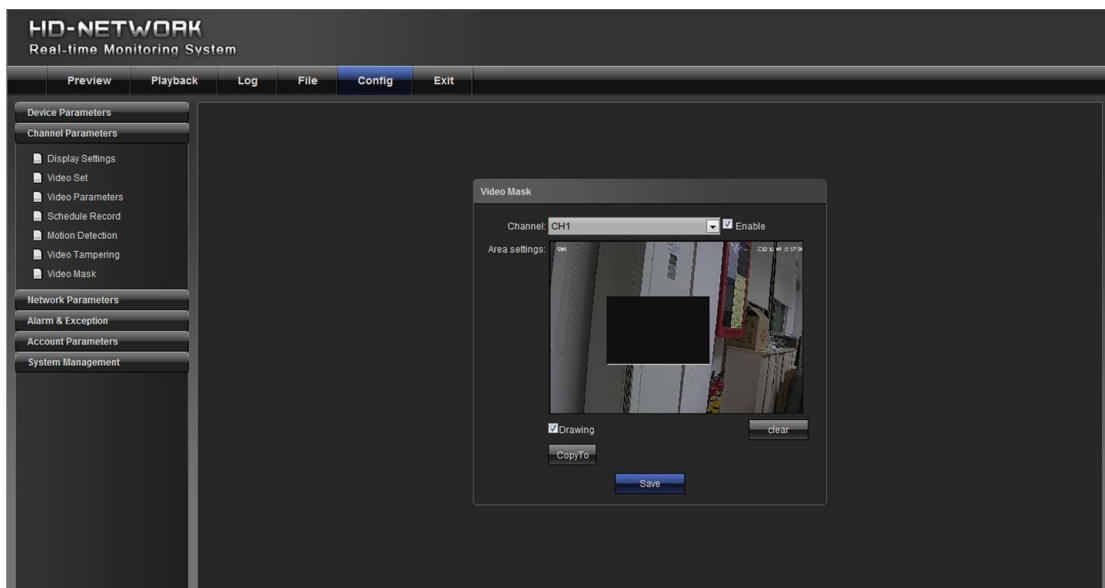 HD-NETWORK
Real-time Monitoring System
Preview Playback Log File Config Exit
Device Parameters
Channel Parameters
Display Settings
Video Set
Video Parameters
Schedule Record
Motion Detection
Video Tampering
Video Mask
Network Parameters
Alarm & Exception
Account Parameters
System Management
Video Mask
Channel: CH1 Enable
Area settings:
Drawing clear
CopyTo
Save